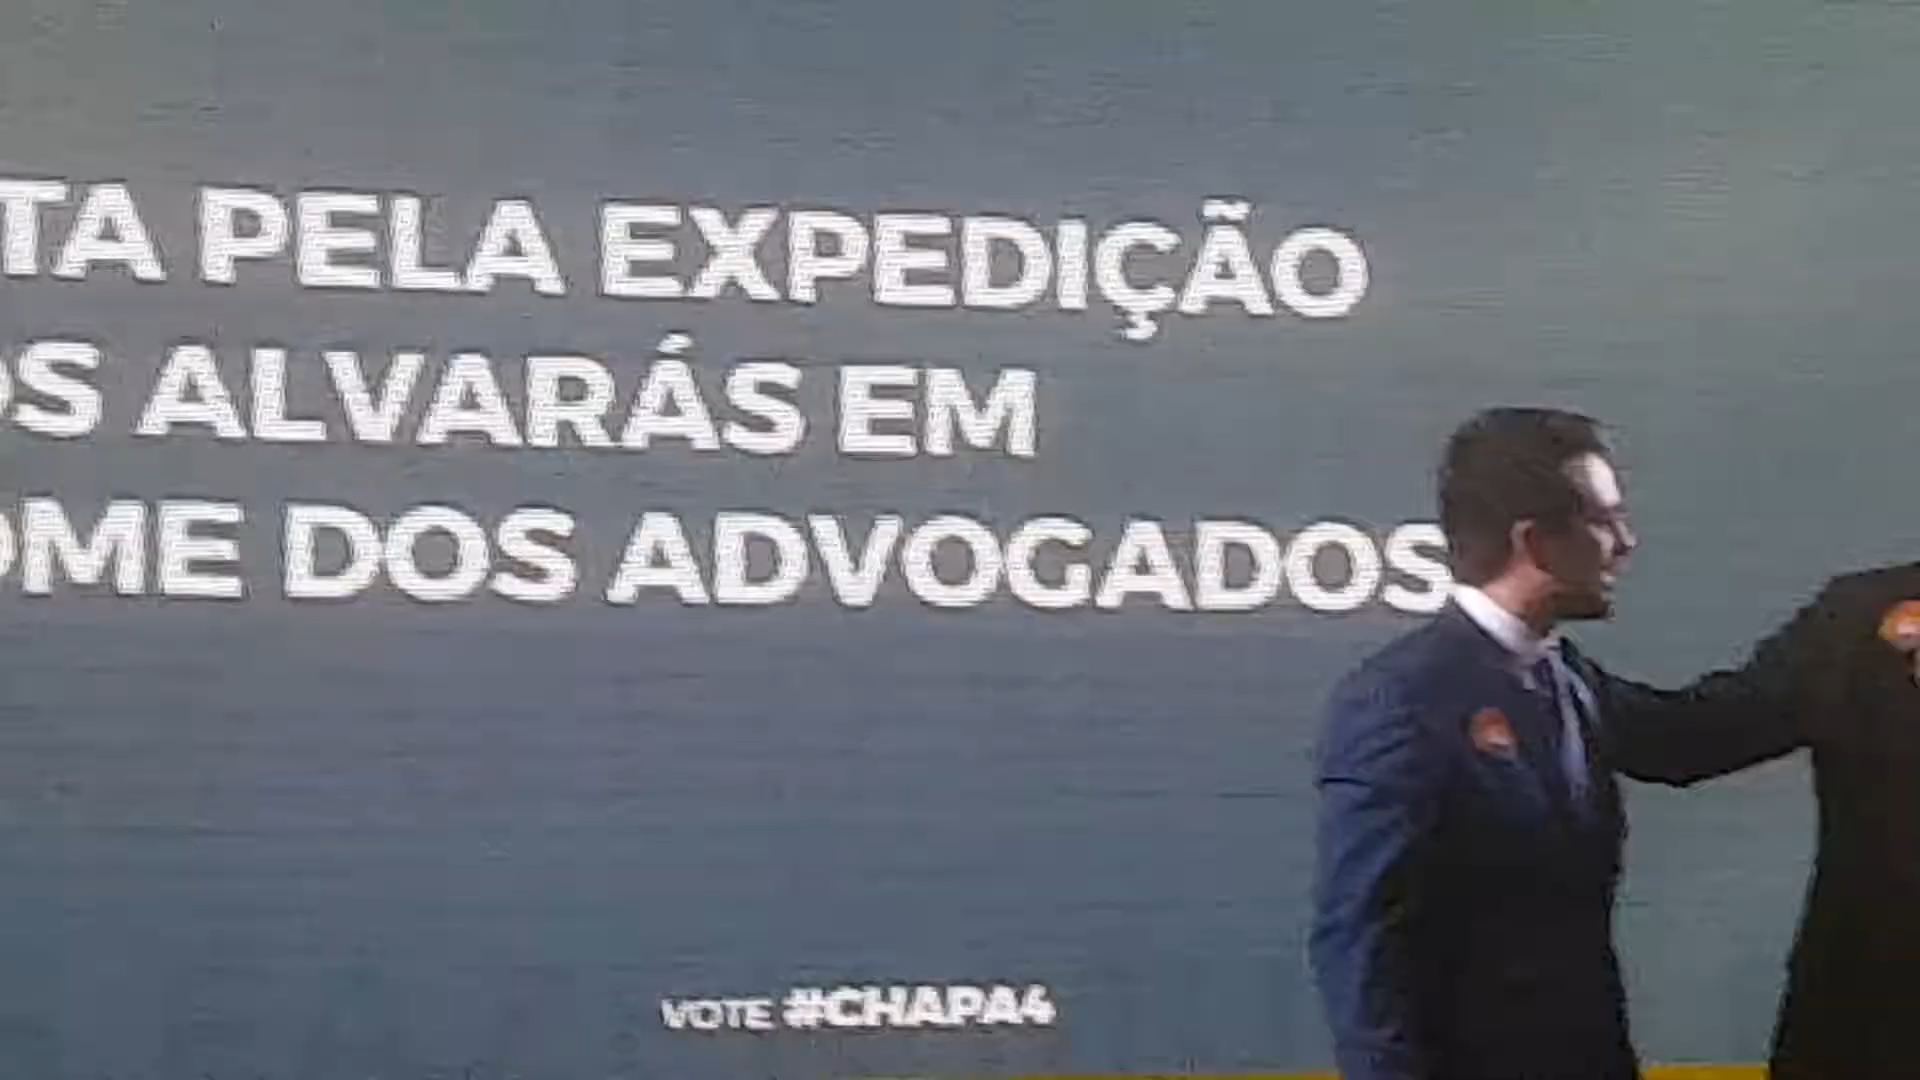 TA PELA EXPEDIÇÃO
OS ALVARÁS EM
OME DOS ADVOGADOS
VOTE #CHAPA4